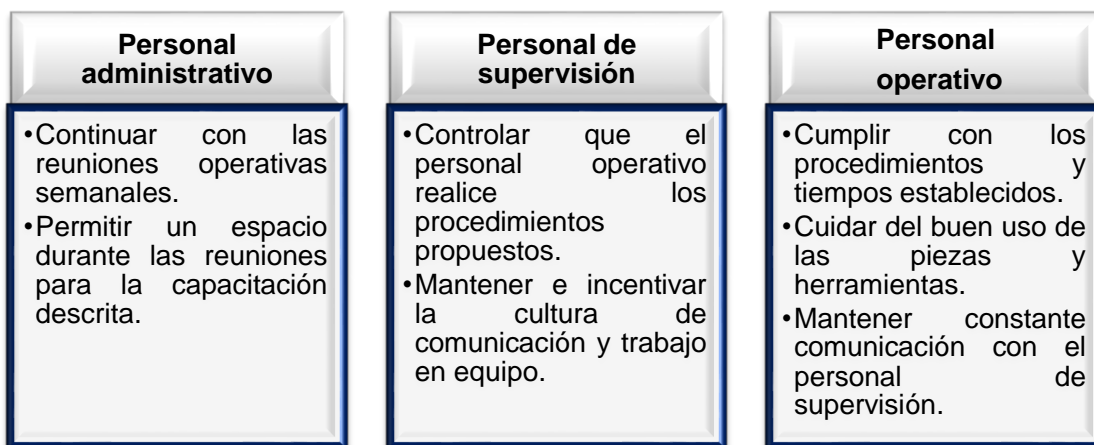 Personal
administrativo
•Continuar con las
reuniones operativas
semanales.
•Permitir un espacio
durante las reuniones
para la capacitación
descrita.
Personal de
supervisión
•Controlar que el
personal operativo
realice los
procedimientos
propuestos.
•Mantener e incentivar
la cultura de
comunicación y trabajo
en equipo.
Personal
operativo
•Cumplir con los
procedimientos y
tiempos establecidos.
•Cuidar del buen uso de
las piezas y
herramientas.
•Mantener constante
comunicación con el
personal de
supervisión.